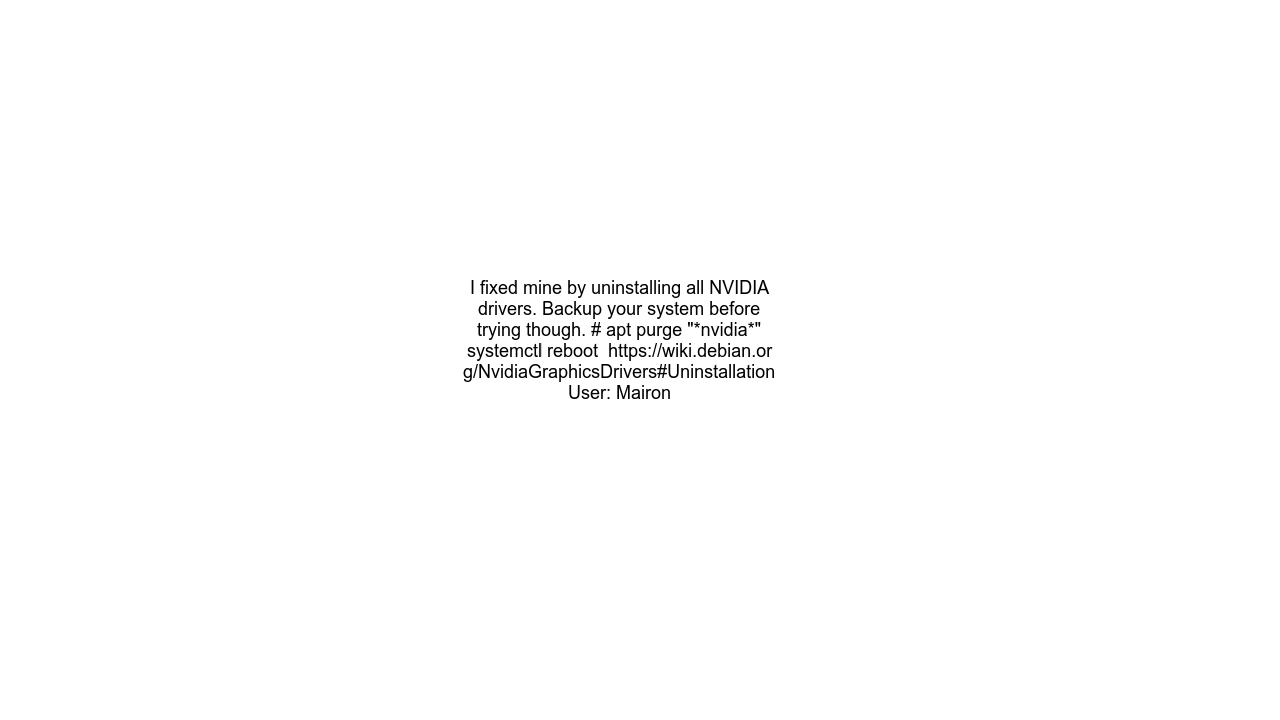 I fixed mine by uninstalling all NVIDIA
drivers. Backup your system before
trying though. # apt purge "*nvidia*"
systemctl reboot  https://wiki.debian.or
g/NvidiaGraphicsDrivers#Uninstallation
User: Mairon